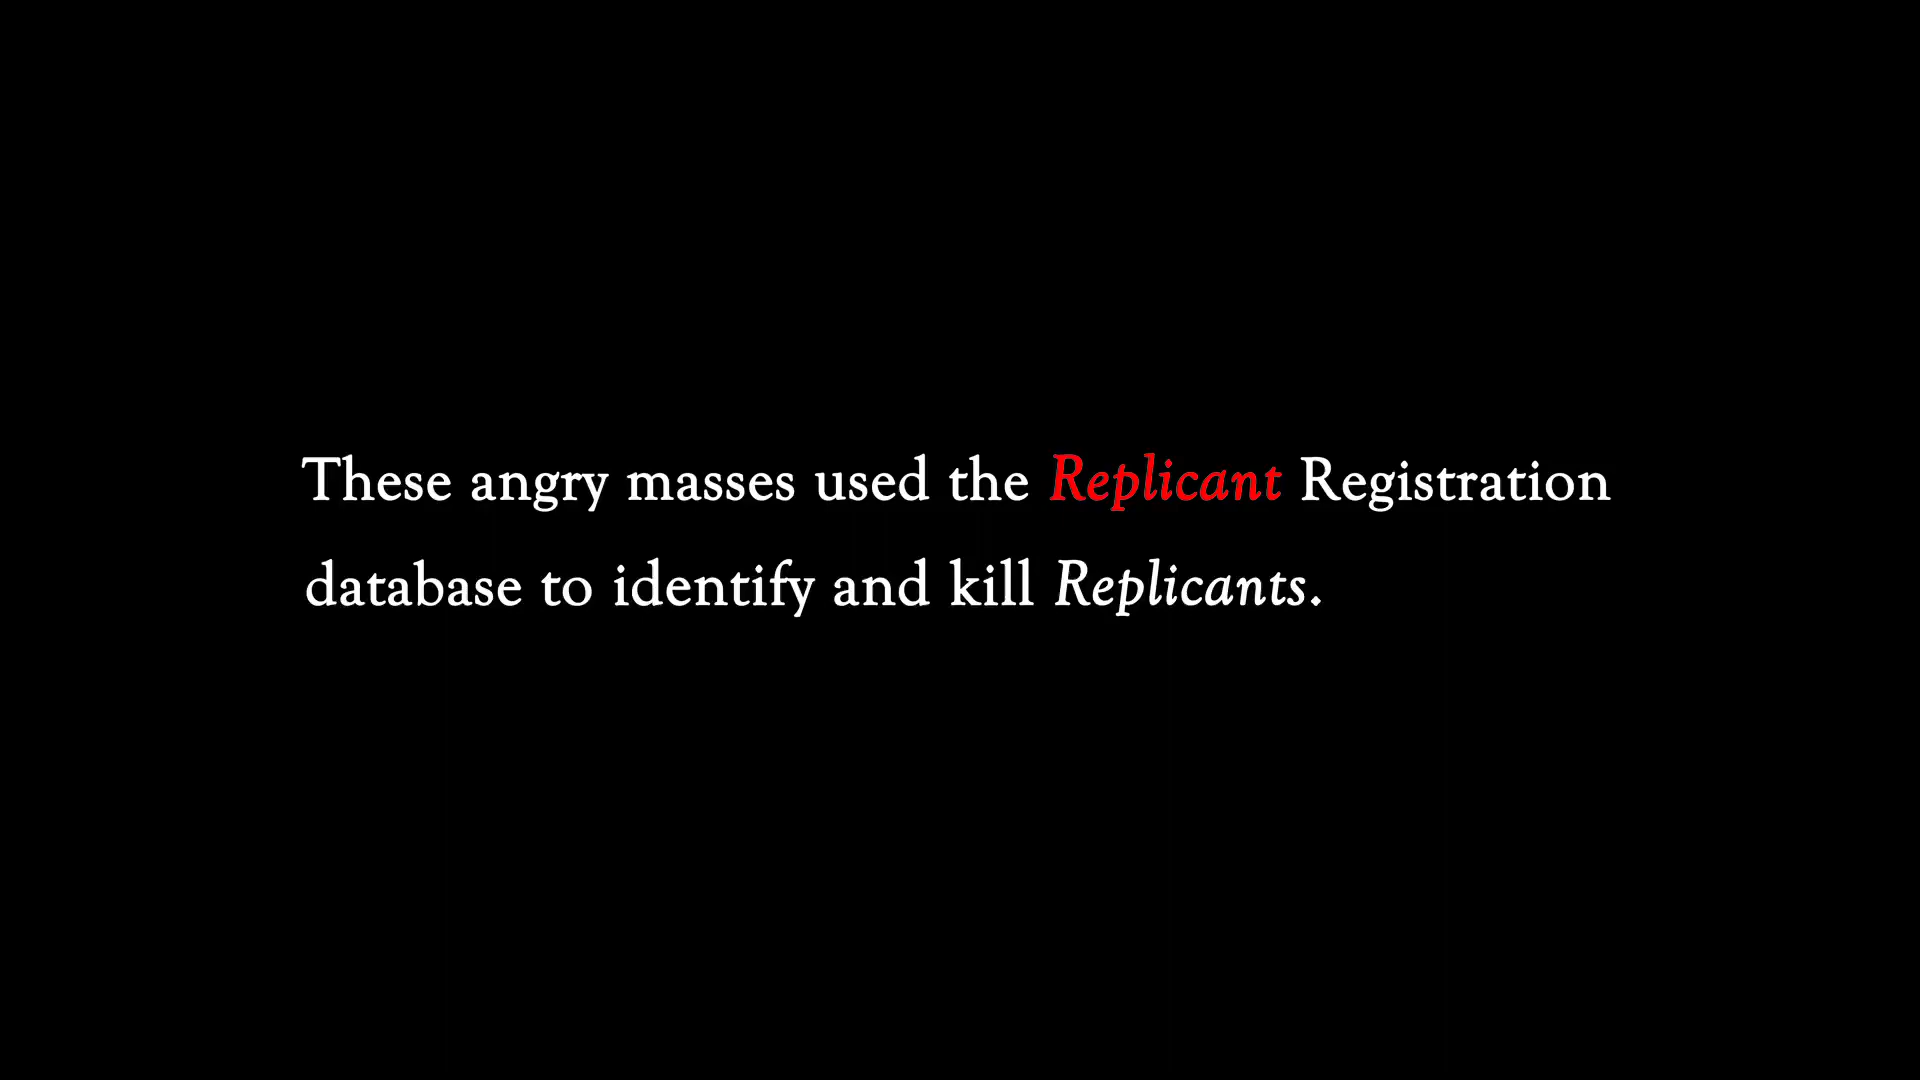 These angry masses used the Replicant Registration
database to identify and kill Replicants.